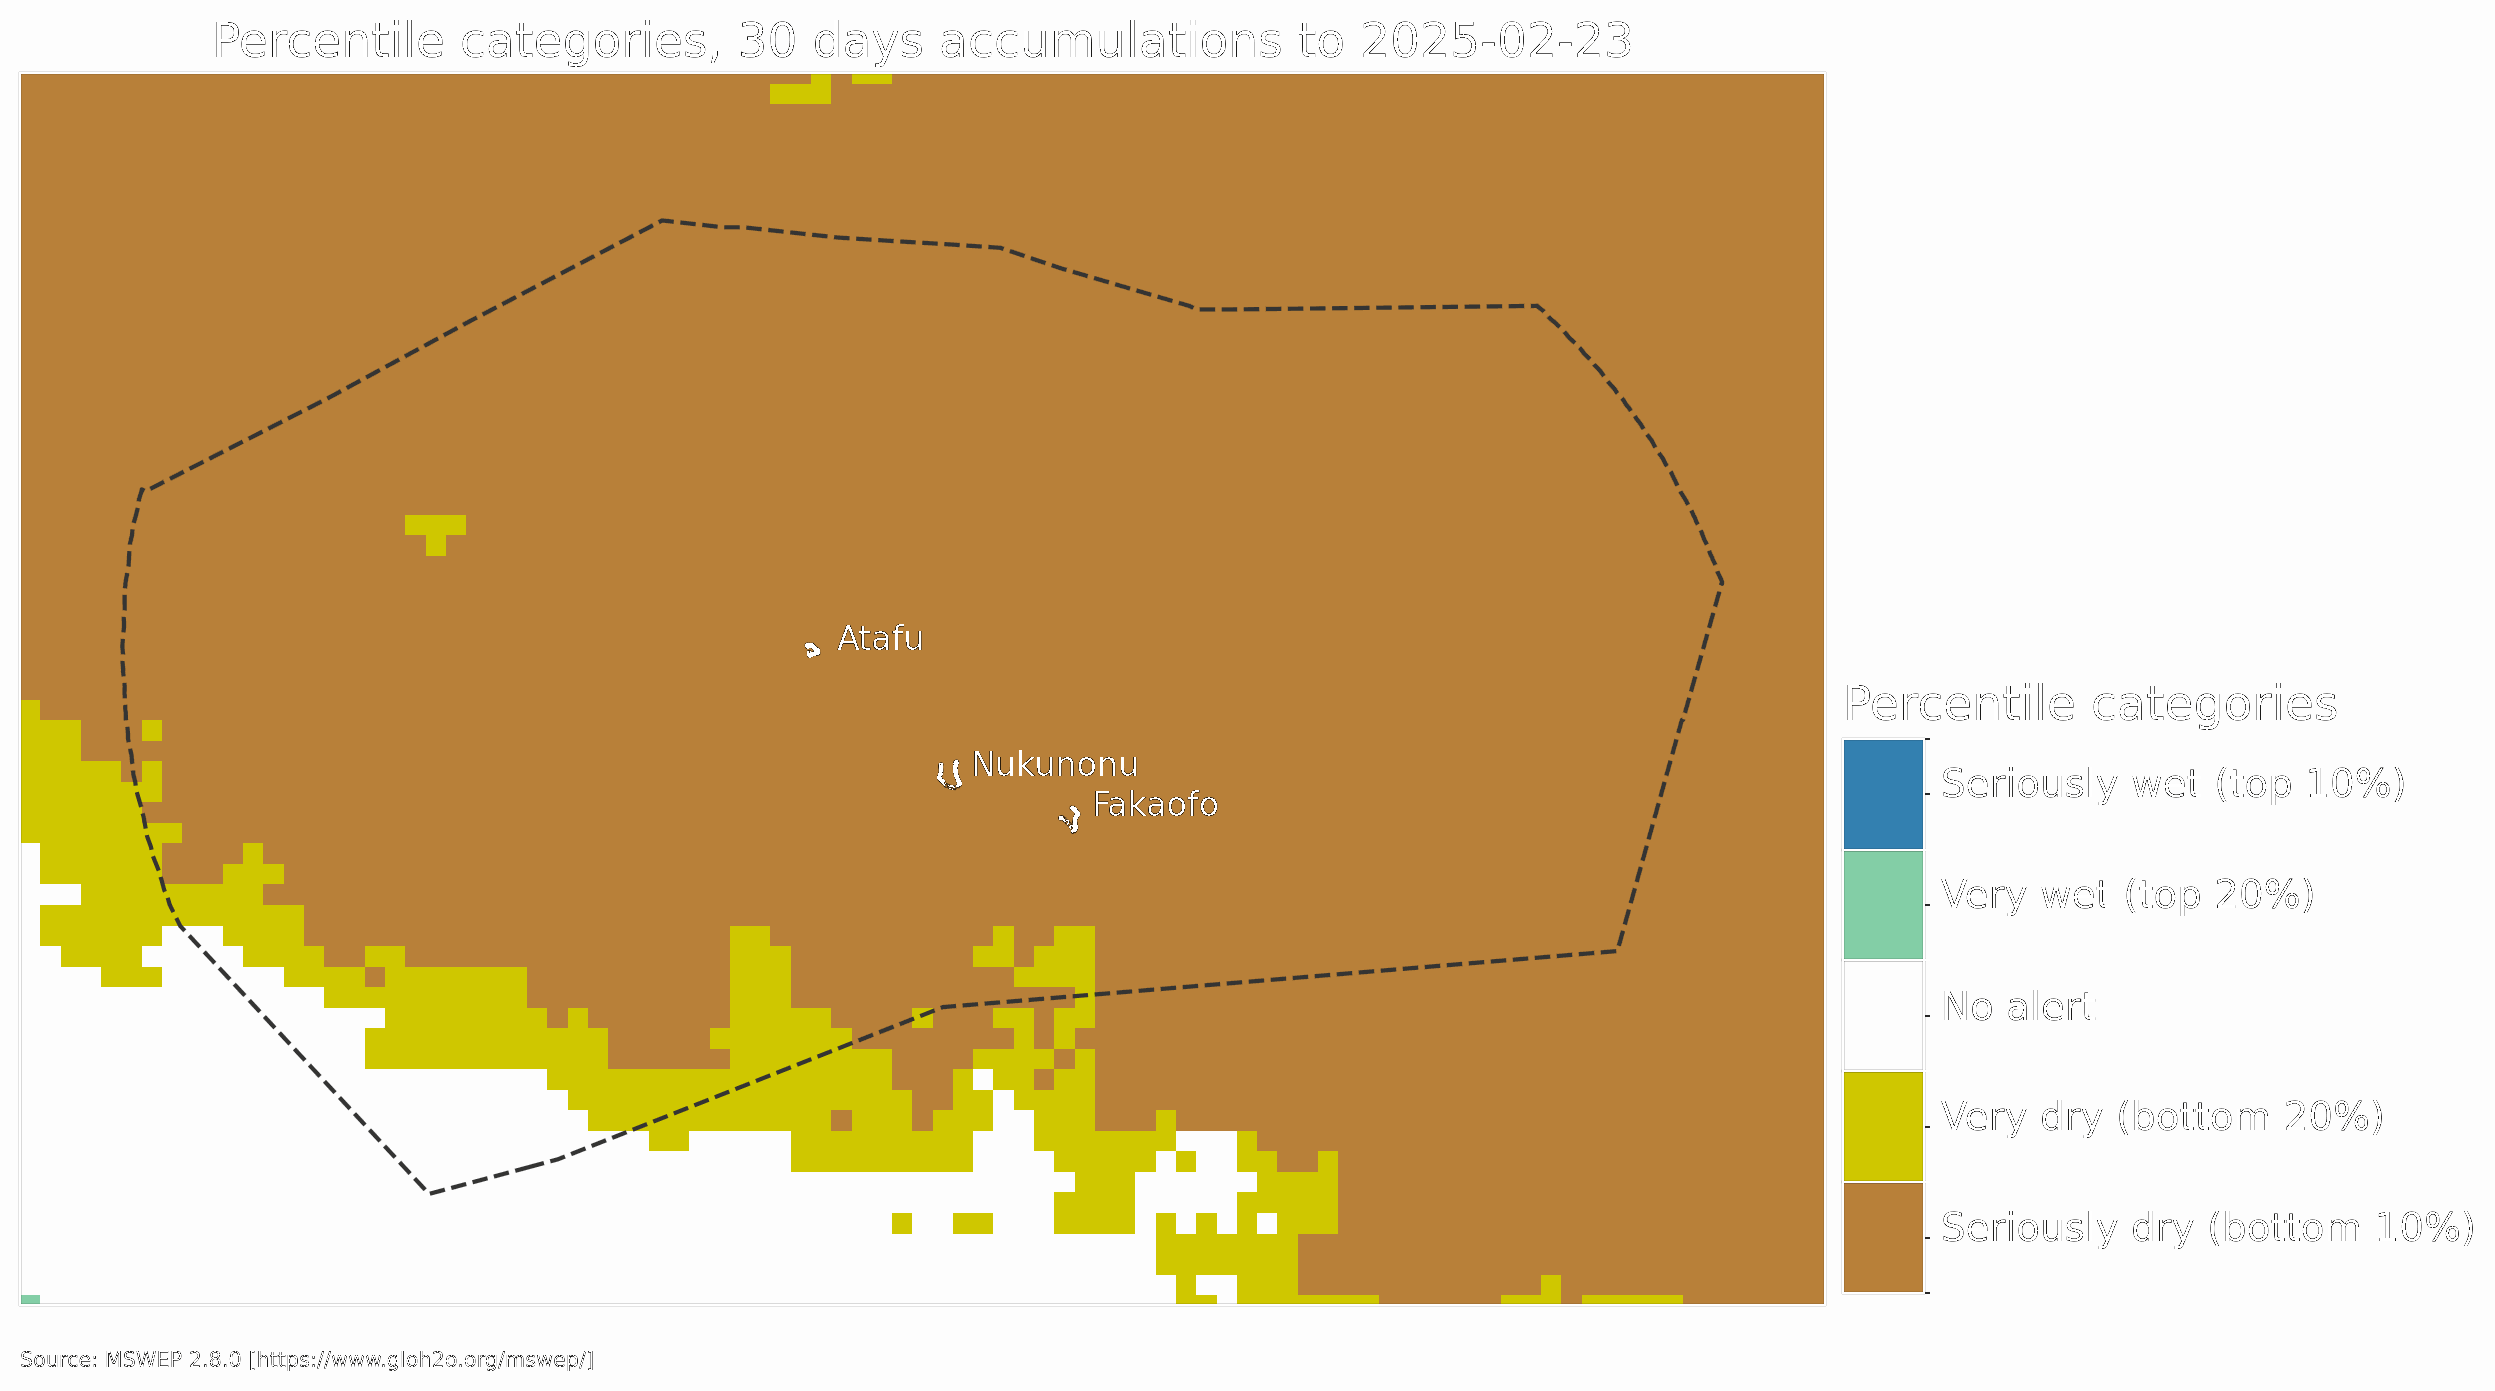 Percentile categories, 30 days accumulations to 2025-02-23
Atafu
Nukunonu
Fakaofo
Percentile categories
Seriously wet (top 10%)
Very wet (top 20%)
No alert
Very dry (bottom 20%)
Seriously dry (bottom 10%)
Source: MSWEP 2.8.0 [https://www.gloh2o.org/mswep/]